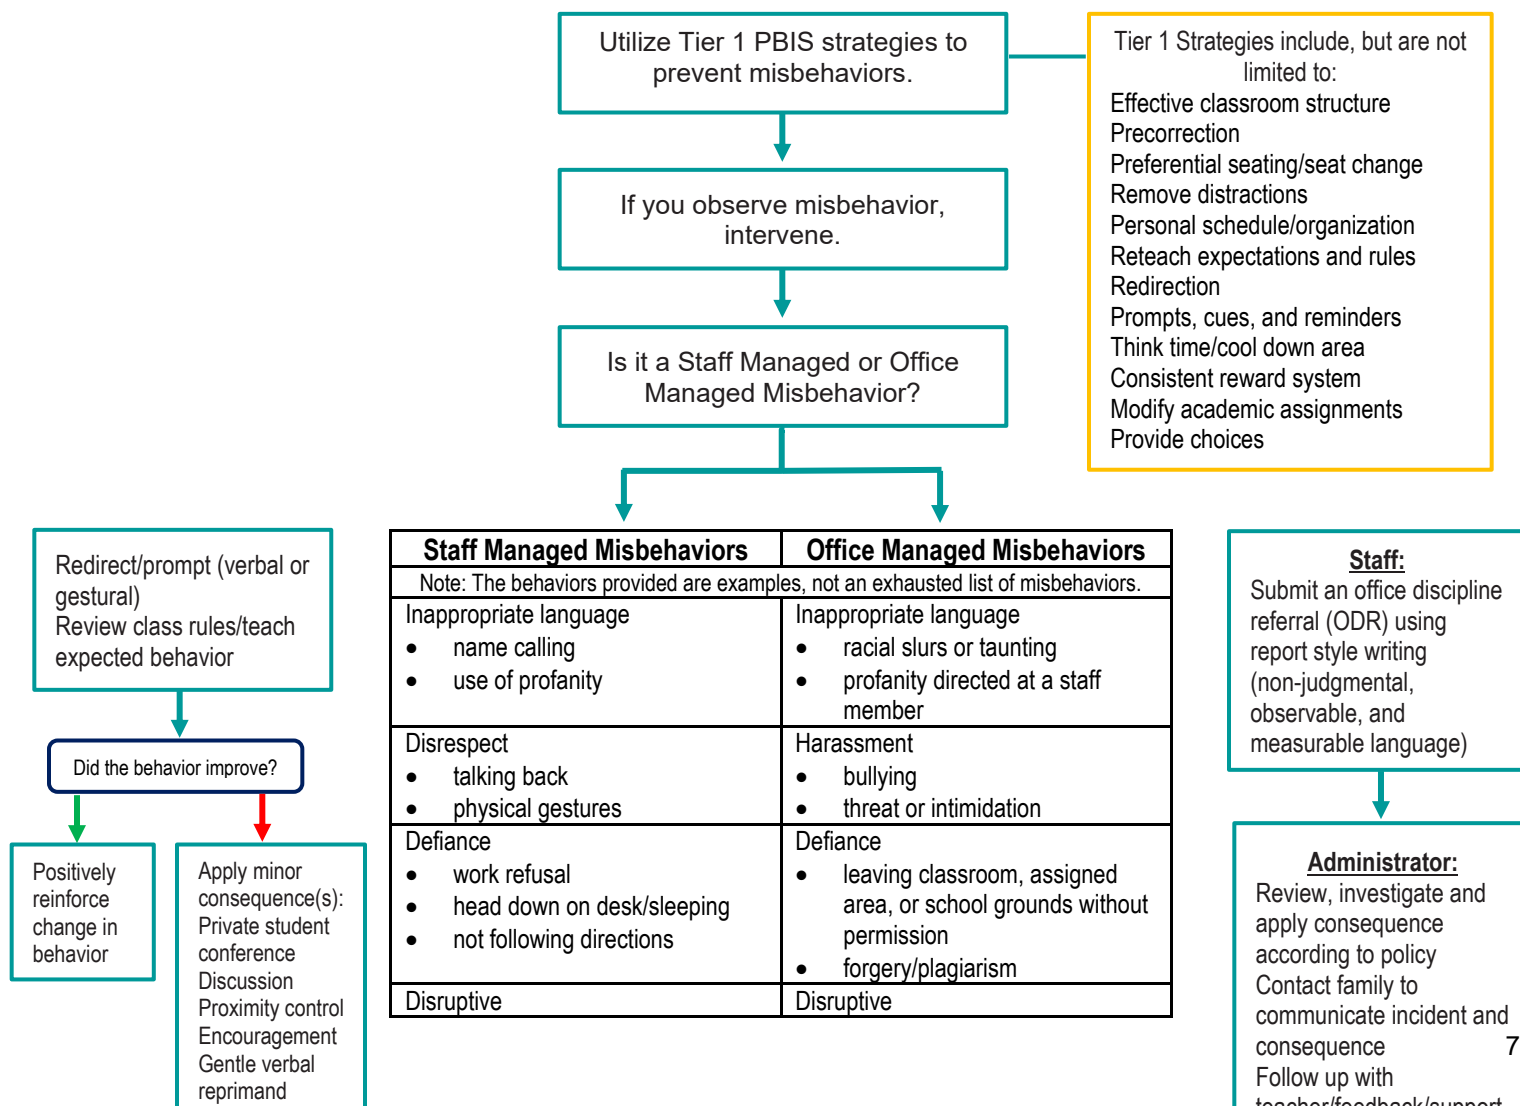 Utilize Tier 1 PBIS strategies to
prevent misbehaviors.
Tier 1 Strategies include, but are not
limited to:
Effective classroom structure
Precorrection
Preferential seating/seat change
Remove distractions
Personal schedule/organization
Reteach expectations and rules
Redirection
Prompts, cues, and reminders
Think time/cool down area
Consistent reward system
Modify academic assignments
Provide choices
If you observe misbehavior,
intervene.
Is it a Staff Managed or Office
Managed Misbehavior?
Redirect/prompt (verbal or
gestural)
Review class rules/teach
expected behavior
Did the behavior improve?
Positively
reinforce
change in
behavior
Apply minor
consequence(s):
Private student
conference
Discussion
Proximity control
Encouragement
Gentle verbal
reprimand
Staff Managed Misbehaviors
Office Managed Misbehaviors
Note: The behaviors provided are examples, not an exhausted list of misbehaviors.
Inappropriate language
• name calling
• use of profanity
Inappropriate language
• racial slurs or taunting
• profanity directed at a staff
member
Disrespect
• talking back
• physical gestures
Harassment
• bullying
• threat or intimidation
Defiance
• work refusal
• head down on desk/sleeping
• not following directions
Defiance
• leaving classroom, assigned
area, or school grounds without
permission
• forgery/plagiarism
Disruptive
Disruptive
Staff:
Submit an office discipline
referral (ODR) using
report style writing
(non-judgmental,
observable, and
measurable language)
Administrator:
Review, investigate and
apply consequence
according to policy
Contact family to
communicate incident and
consequence
Follow up with
teacher/feedback/support
7